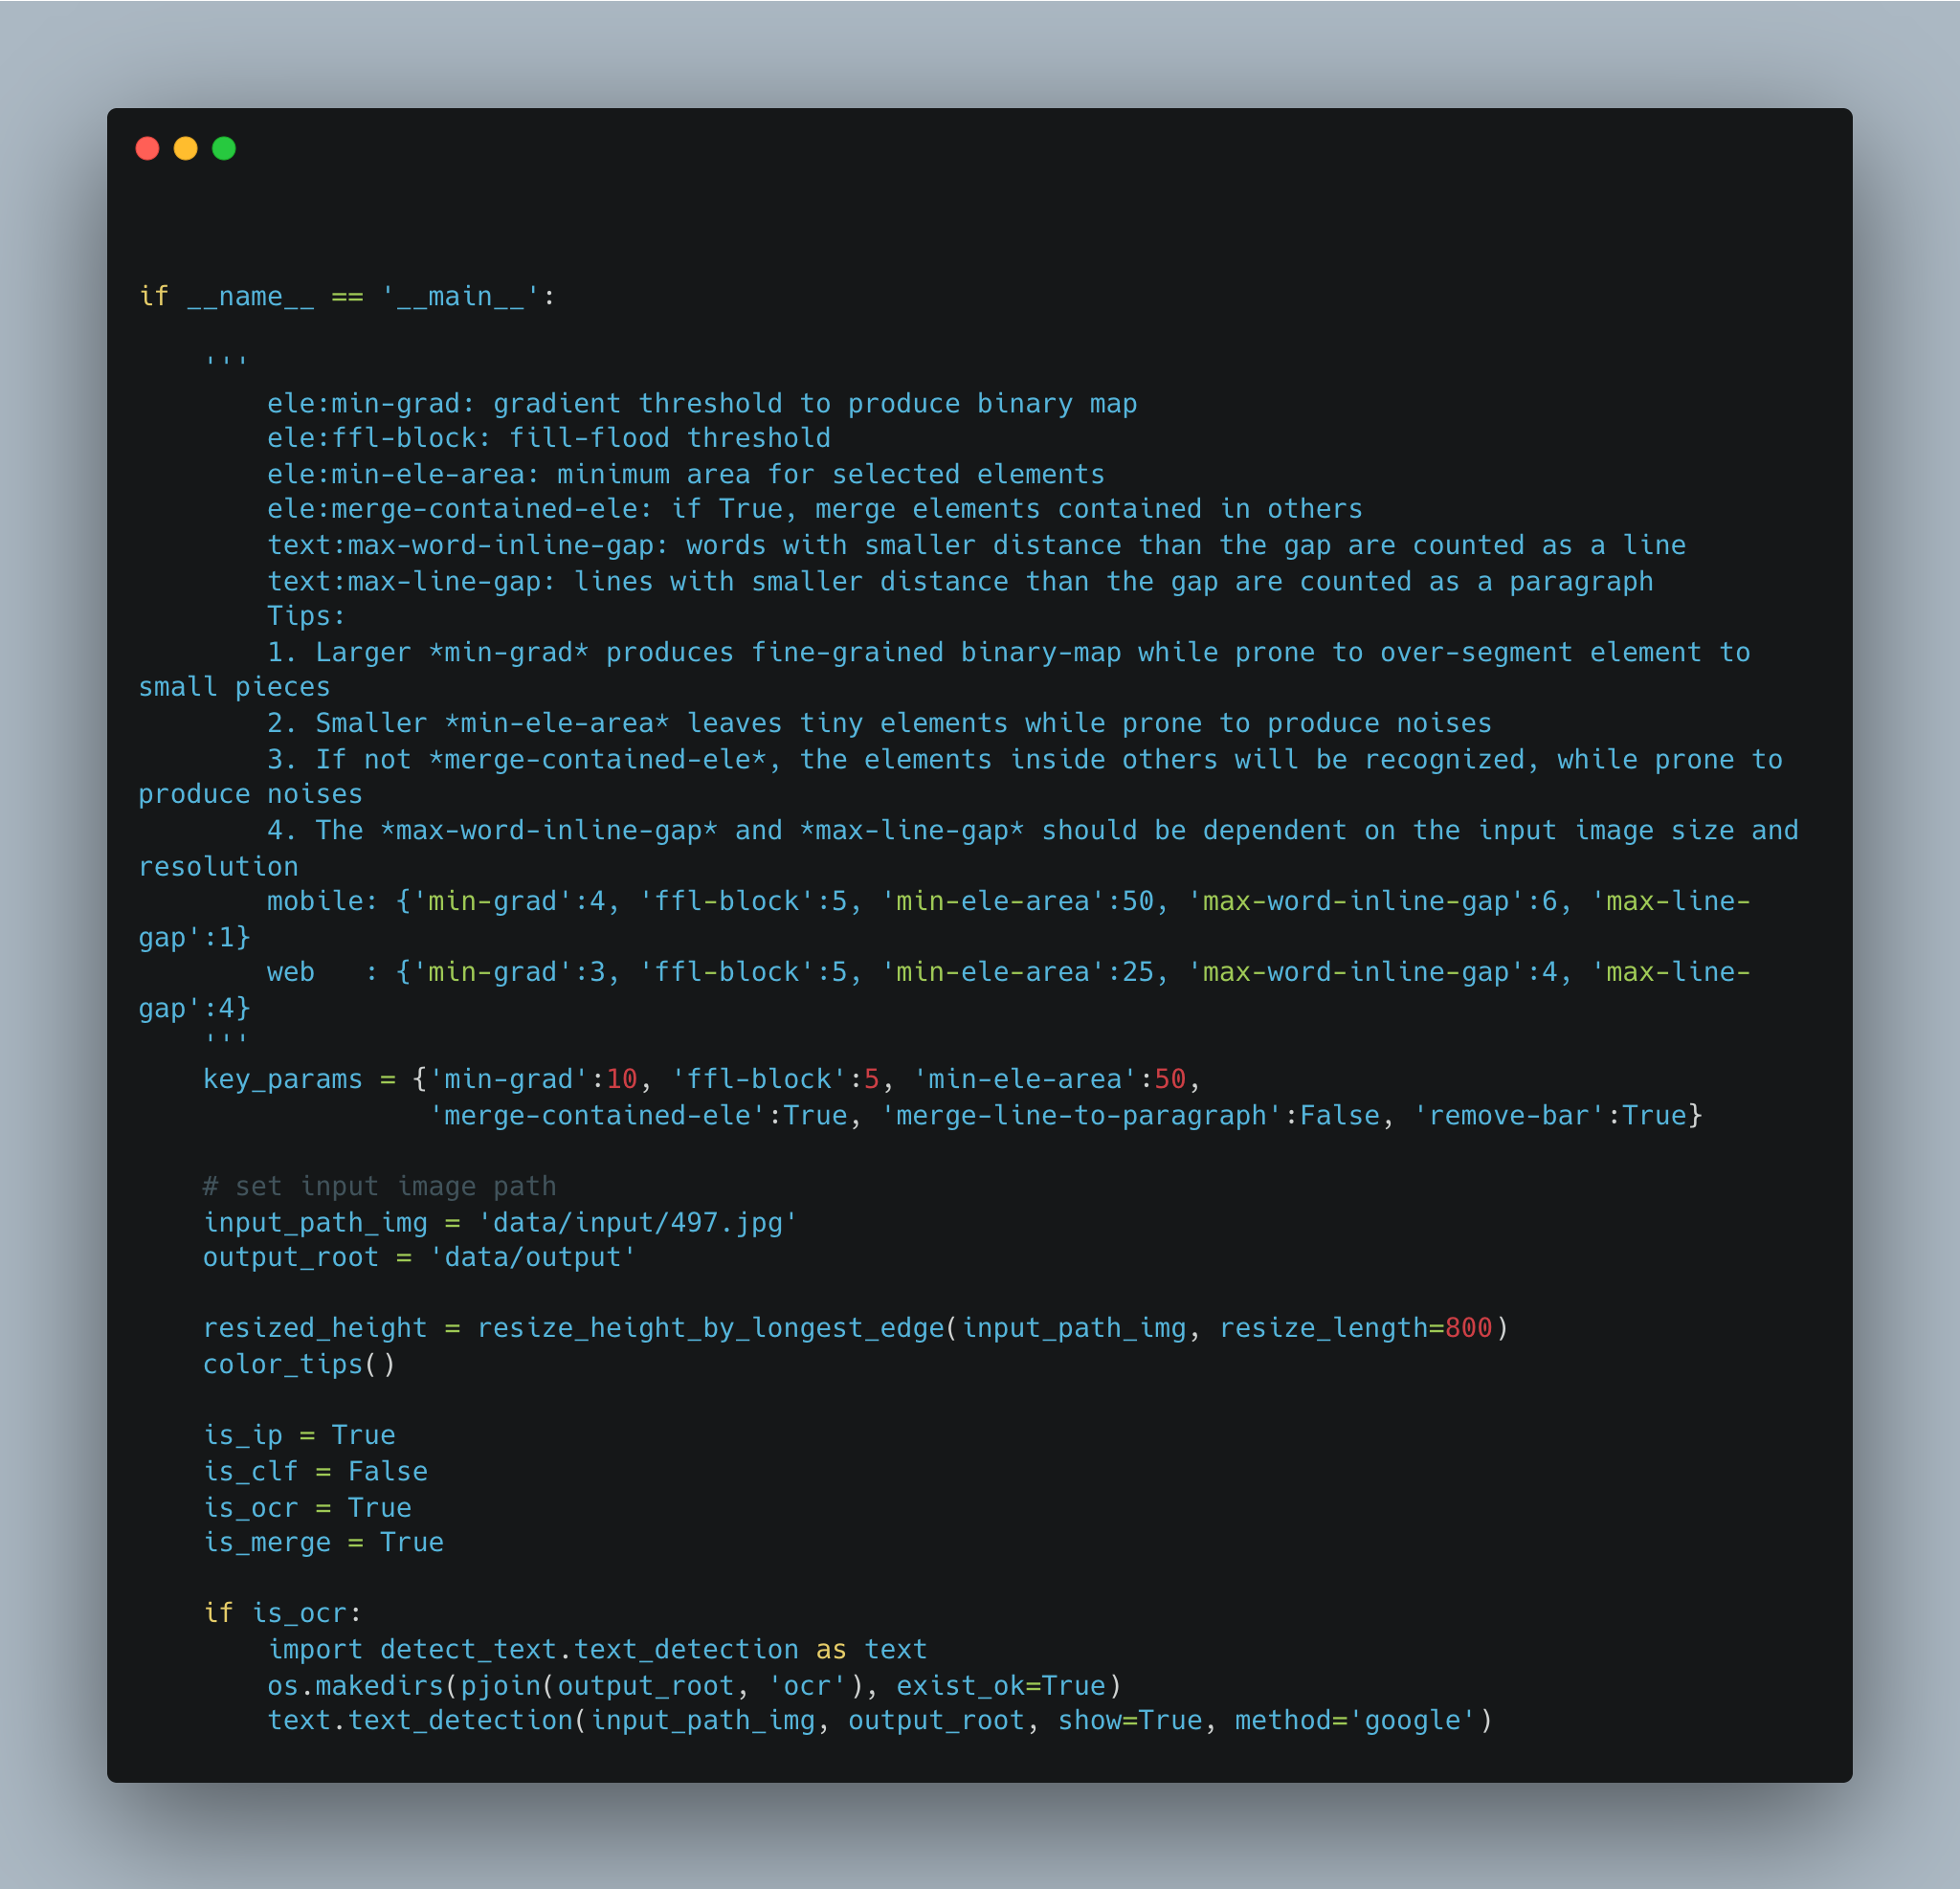 if __name__ == '__main__':
    '''
        ele:min-grad: gradient threshold to produce binary map
        ele:ffl-block: fill-flood threshold
        ele:min-ele-area: minimum area for selected elements
        ele:merge-contained-ele: if True, merge elements contained in others
        text:max-word-inline-gap: words with smaller distance than the gap are counted as a line
        text:max-line-gap: lines with smaller distance than the gap are counted as a paragraph
        Tips:
        1. Larger *min-grad* produces fine-grained binary-map while prone to over-segment element to
small pieces
        2. Smaller *min-ele-area* leaves tiny elements while prone to produce noises
        3. If not *merge-contained-ele*, the elements inside others will be recognized, while prone to
produce noises
        4. The *max-word-inline-gap* and *max-line-gap* should be dependent on the input image size and
resolution
        mobile: {'min-grad':4, 'ffl-block':5, 'min-ele-area':50, 'max-word-inline-gap':6, 'max-line-
gap':1}
        web   : {'min-grad':3, 'ffl-block':5, 'min-ele-area':25, 'max-word-inline-gap':4, 'max-line-
gap':4}
    '''
    key_params = {'min-grad':10, 'ffl-block':5, 'min-ele-area':50,
                  'merge-contained-ele':True, 'merge-line-to-paragraph':False, 'remove-bar':True}
    # set input image path
    input_path_img = 'data/input/497.jpg'
    output_root = 'data/output'
    resized_height = resize_height_by_longest_edge(input_path_img, resize_length=800)
    color_tips()
    is_ip = True
    is_clf = False
    is_ocr = True
    is_merge = True
    if is_ocr:
        import detect_text.text_detection as text
        os.makedirs(pjoin(output_root, 'ocr'), exist_ok=True)
        text.text_detection(input_path_img, output_root, show=True, method='google')